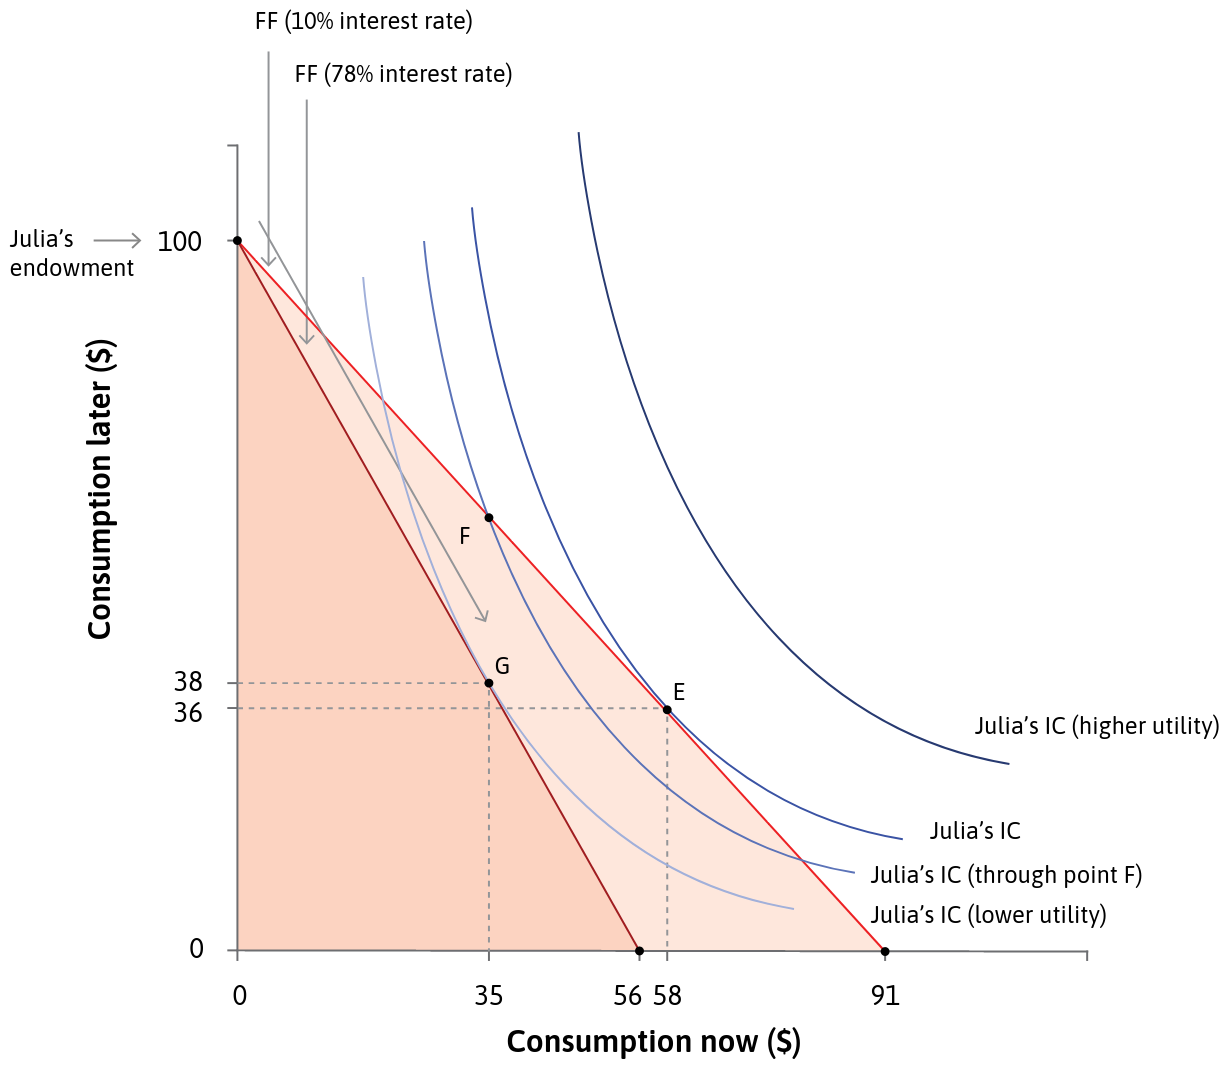 FF (10% interest rate)
FF (78% interest rate)
Julia’s
endowment
100
Consumption later ($)
F
G
E
38
36
Julia’s IC (higher utility)
Julia’s IC
Julia’s IC (through point F)
Julia’s IC (lower utility)
0
0
35
56
58
91
Consumption now ($)